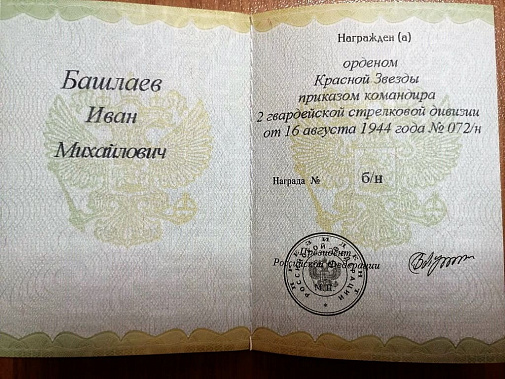 Башлаев
Иван
Михайлович
Награжден (а)
орденом
Красной Звезды
приказом командира
2 гвардейской стрелковой дивизии
от 16 августа 1944 года № 072/н
Награда № б/н
Президент
Российской Федерации